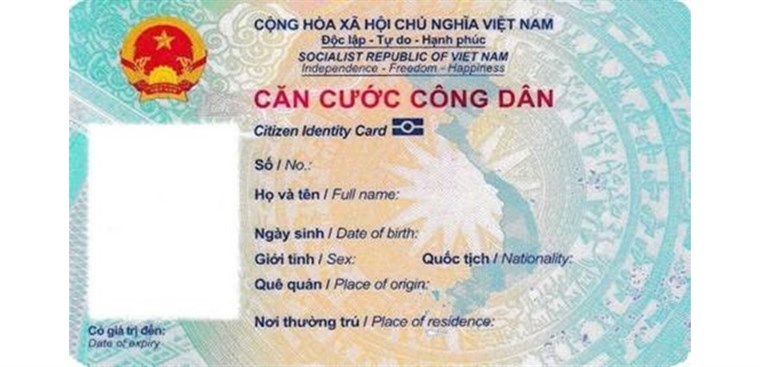 CỘNG HÒA XÃ HỘI CHỦ NGHĨA VIỆT NAM
Độc lập - Tự do - Hạnh phúc
SOCIALIST REPUBLIC OF VIET NAM
Independence - Freedom - Happiness
CĂN CƯỚC CÔNG DÂN
Citizen Identity Card
Số / No.:
Họ và tên / Full name:
Ngày sinh / Date of birth:
Giới tính / Sex: Quốc tịch / Nationality:
Quê quán / Place of origin:
Nơi thường trú / Place of residence:
Có giá trị đến:
Date of expiry